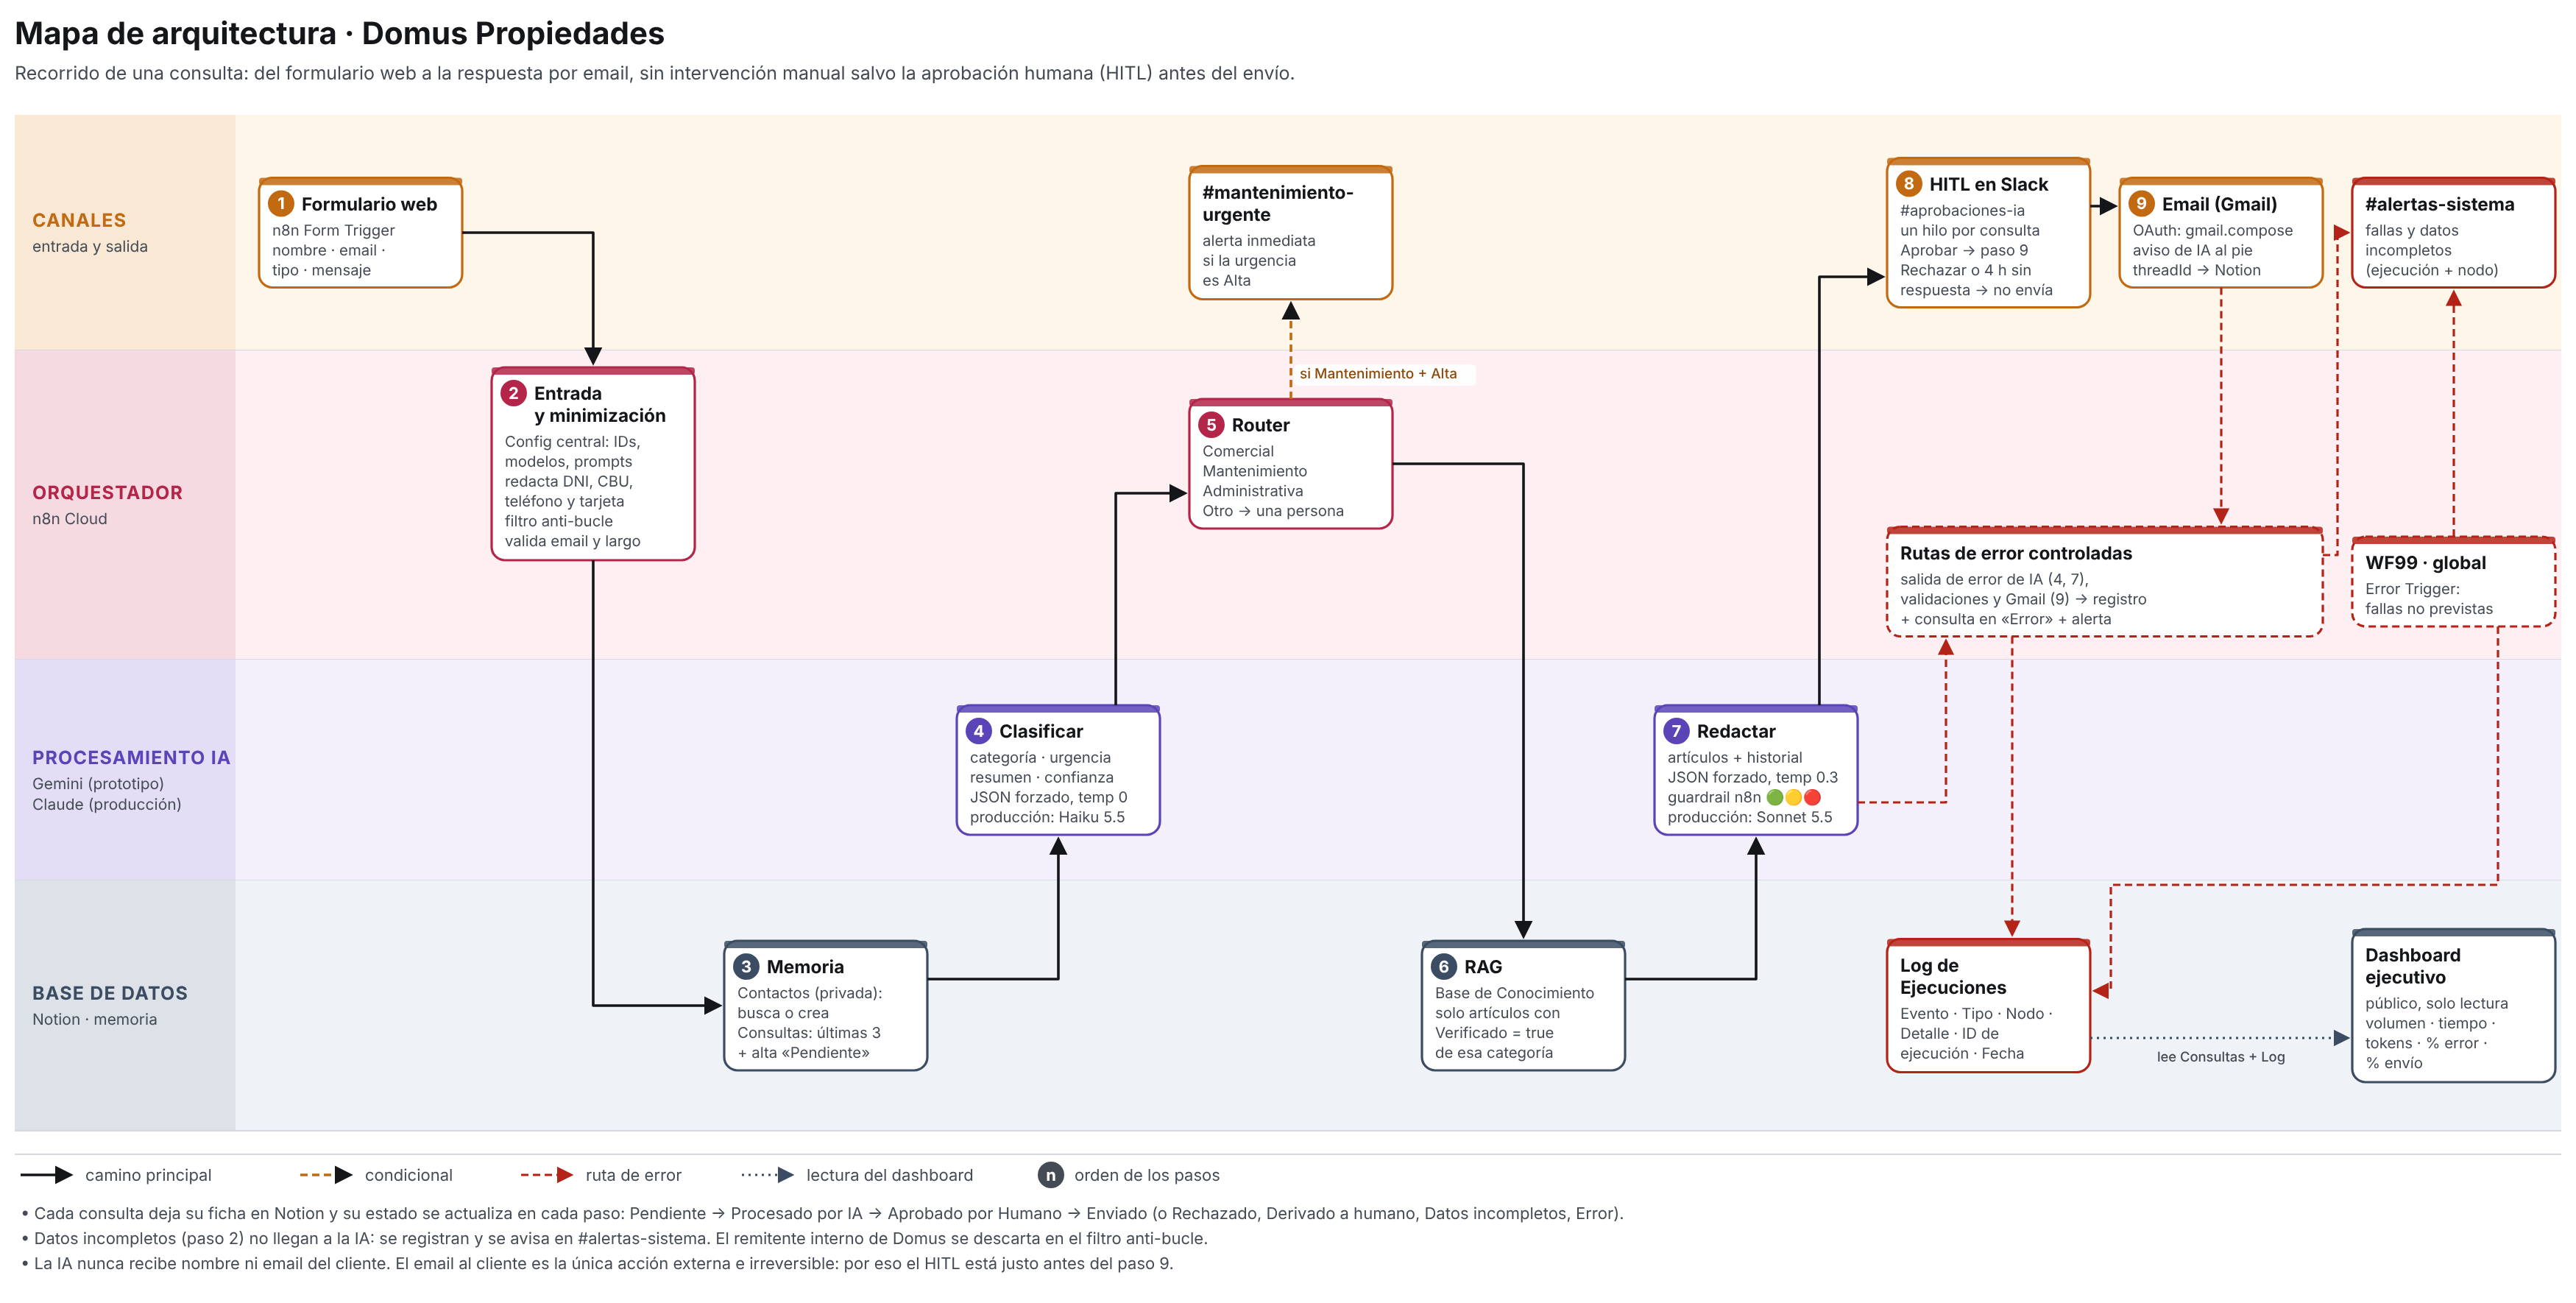 Mapa de arquitectura · Domus Propiedades
Recorrido de una consulta: del formulario web a la respuesta por email, sin intervención manual salvo la aprobación humana (HITL) antes del envío.
CANALES
entrada y salida
1 Formulario web
n8n Form Trigger
nombre · email ·
tipo · mensaje
#mantenimiento-
urgente
alerta inmediata
si la urgencia
es Alta
8 HITL en Slack
#aprobaciones-ia
un hilo por consulta
Aprobar → paso 9
Rechazar o 4 h sin
respuesta → no envía
9 Email (Gmail)
OAuth: gmail.compose
aviso de IA al pie
threadId → Notion
#alertas-sistema
fallas y datos
incompletos
(ejecución + nodo)
ORQUESTADOR
n8n Cloud
2 Entrada
y minimización
Config central: IDs,
modelos, prompts
redacta DNI, CBU,
teléfono y tarjeta
filtro anti-bucle
valida email y largo
si Mantenimiento + Alta
5 Router
Comercial
Mantenimiento
Administrativa
Otro → una persona
Rutas de error controladas
salida de error de IA (4, 7),
validaciones y Gmail (9) → registro
+ consulta en «Error» + alerta
WF99 · global
Error Trigger:
fallas no previstas
PROCESAMIENTO IA
Gemini (prototipo)
Claude (producción)
4 Clasificar
categoría · urgencia
resumen · confianza
JSON forzado, temp 0
producción: Haiku 5.5
7 Redactar
artículos + historial
JSON forzado, temp 0.3
guardrail n8n 🟢🟡🔴
producción: Sonnet 5.5
BASE DE DATOS
Notion · memoria
3 Memoria
Contactos (privada):
busca o crea
Consultas: últimas 3
+ alta «Pendiente»
6 RAG
Base de Conocimiento
solo artículos con
Verificado = true
de esa categoría
Log de
Ejecuciones
Evento · Tipo · Nodo ·
Detalle · ID de
ejecución · Fecha
lee Consultas + Log
Dashboard
ejecutivo
público, solo lectura
volumen · tiempo ·
tokens · % error ·
% envío
camino principal
condicional
ruta de error
lectura del dashboard
n orden de los pasos
• Cada consulta deja su ficha en Notion y su estado se actualiza en cada paso: Pendiente → Procesado por IA → Aprobado por Humano → Enviado (o Rechazado, Derivado a humano, Datos incompletos, Error).
• Datos incompletos (paso 2) no llegan a la IA: se registran y se avisa en #alertas-sistema. El remitente interno de Domus se descarta en el filtro anti-bucle.
• La IA nunca recibe nombre ni email del cliente. El email al cliente es la única acción externa e irreversible: por eso el HITL está justo antes del paso 9.